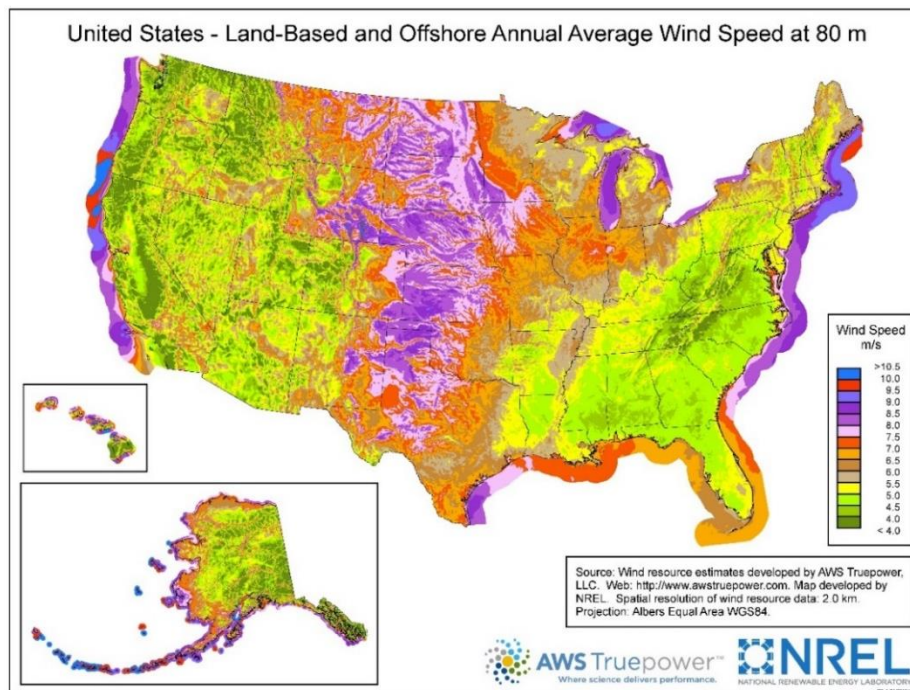 United States - Land-Based and Offshore Annual Average Wind Speed at 80 m
Wind Speed
m/s
>10.5
10.0
9.5
9.0
8.5
8.0
7.5
7.0
6.5
6.0
5.5
5.0
4.5
4.0
< 4.0
Source: Wind resource estimates developed by AWS Truepower,
LLC. Web: http://www.awstruepower.com. Map developed by
NREL. Spatial resolution of wind resource data: 2.0 km.
Projection: Albers Equal Area WGS84.
AWS Truepower™
Where science delivers performance.
NREL
NATIONAL RENEWABLE ENERGY LABORATORY